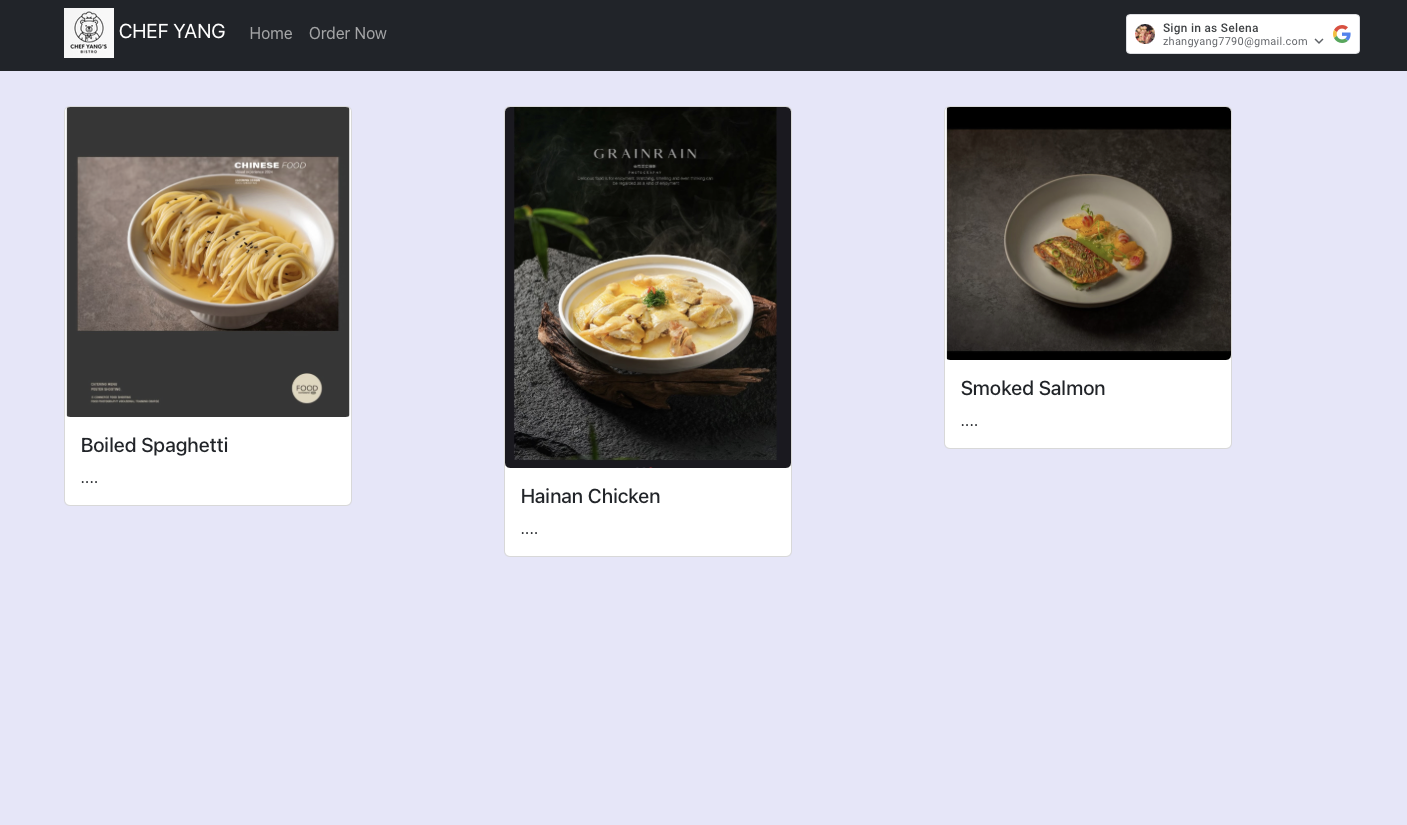 CHEF YANG'S
BISTRO
CHEF YANG
Home
Order Now
Sign in as Selena
zhangyang7790@gmail.com
CHINESE FOOD
FOOD
Boiled Spaghetti
....
GRAINRAIN
Hainan Chicken
....
Smoked Salmon
....